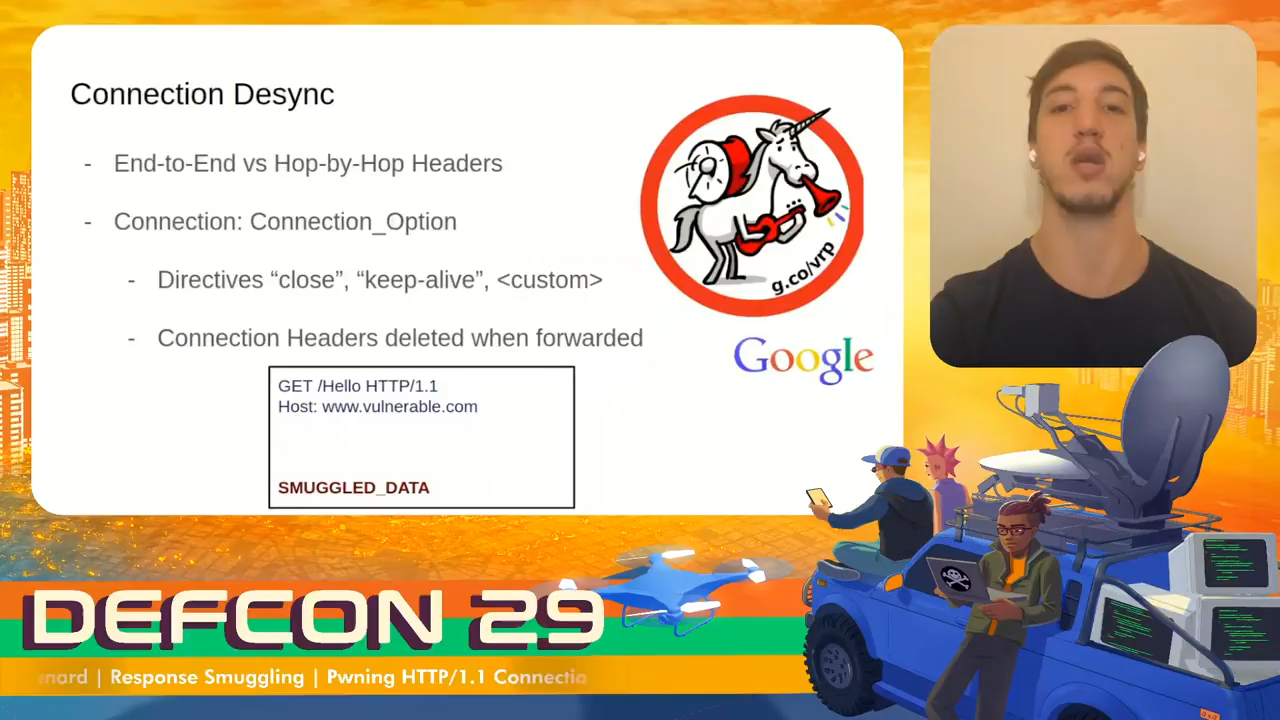 Connection Desync
- End-to-End vs Hop-by-Hop Headers
- Connection: Connection_Option
- Directives “close”, “keep-alive”, <custom>
- Connection Headers deleted when forwarded
g.co/vrp
Google
GET /Hello HTTP/1.1
Host: www.vulnerable.com
SMUGGLED_DATA
DEFCON 29
nard | Response Smuggling | Pwning HTTP/1.1 Connectio